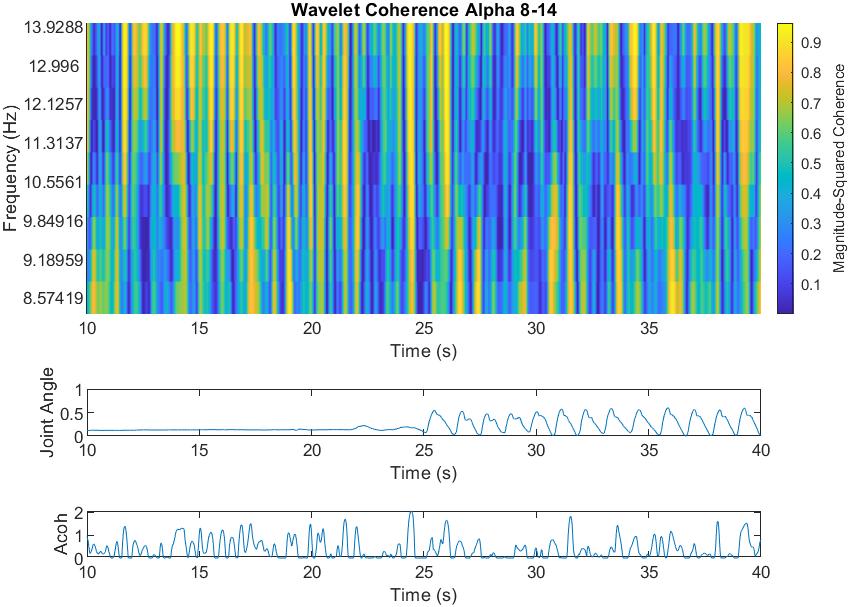 Wavelet Coherence Alpha 8-14
13.9288
12.996
12.1257
11.3137
10.5561
9.84916
9.18959
8.57419
Frequency (Hz)
10 15 20 25 30 35
Time (s)
0.9
0.8
0.7
0.6
0.5
0.4
0.3
0.2
0.1
Magnitude-Squared Coherence
Joint Angle
1
0.5
0
10 15 20 25 30 35 40
Time (s)
Acoh
2
1
0
10 15 20 25 30 35 40
Time (s)